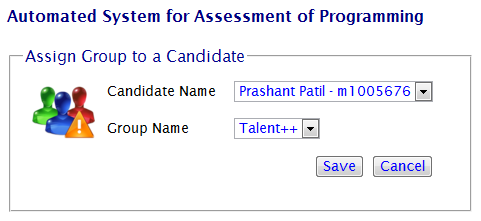 Automated System for Assessment of Programming
Assign Group to a Candidate
Candidate Name Prashant Patil - m1005676
Group Name Talent++
Save Cancel